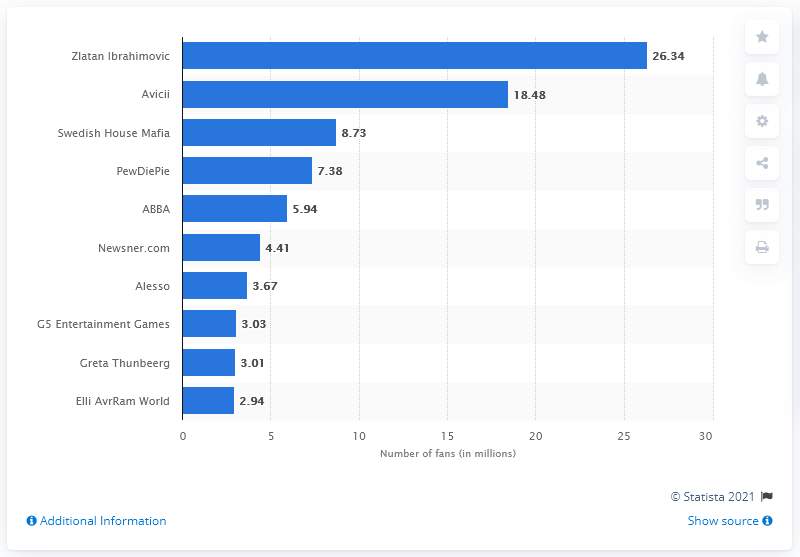 Zlatan Ibrahimovic 26.34
Avicii 18.48
Swedish House Mafia 8.73
PewDiePie 7.38
ABBA 5.94
Newsner.com 4.41
Alesso 3.67
G5 Entertainment Games 3.03
Greta Thunbeerg 3.01
Elli AvrRam World 2.94
0 5 10 15 20 25 30
Number of fans (in millions)
© Statista 2021
Additional Information
Show source